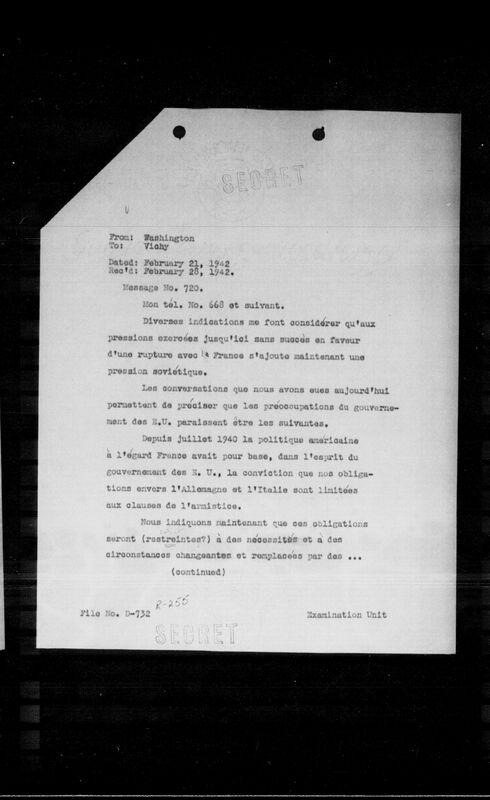 SECRET
From: Washington
To: Vichy
Dated: February 21, 1942
Rec'd: February 28, 1942.
Message No. 720.
Mon tél. No. 668 et suivant.
Diverses indications me font considérer qu'aux
pressions exercées jusqu'ici sans succès en faveur
d'une rupture avec la France s'ajoute maintenant une
pression soviétique.
Les conversations que nous avons eues aujourd'hui
permettent de préciser que les préoccupations du gouverne-
ment des E.U. paraissent être les suivantes.
Depuis juillet 1940 la politique américaine
à l'égard France avait pour base, dans l'esprit du
gouvernement des E. U., la conviction que nos obliga-
tions envers l'Allemagne et l'Italie sont limitées
aux clauses de l'armistice.
Nous indiquons maintenant que ces obligations
seront (restreintes?) à des nécessités et à des
circonstances changeantes et remplacées par des ...
(continued)
R-255
File No. D-732
Examination Unit
SECRET